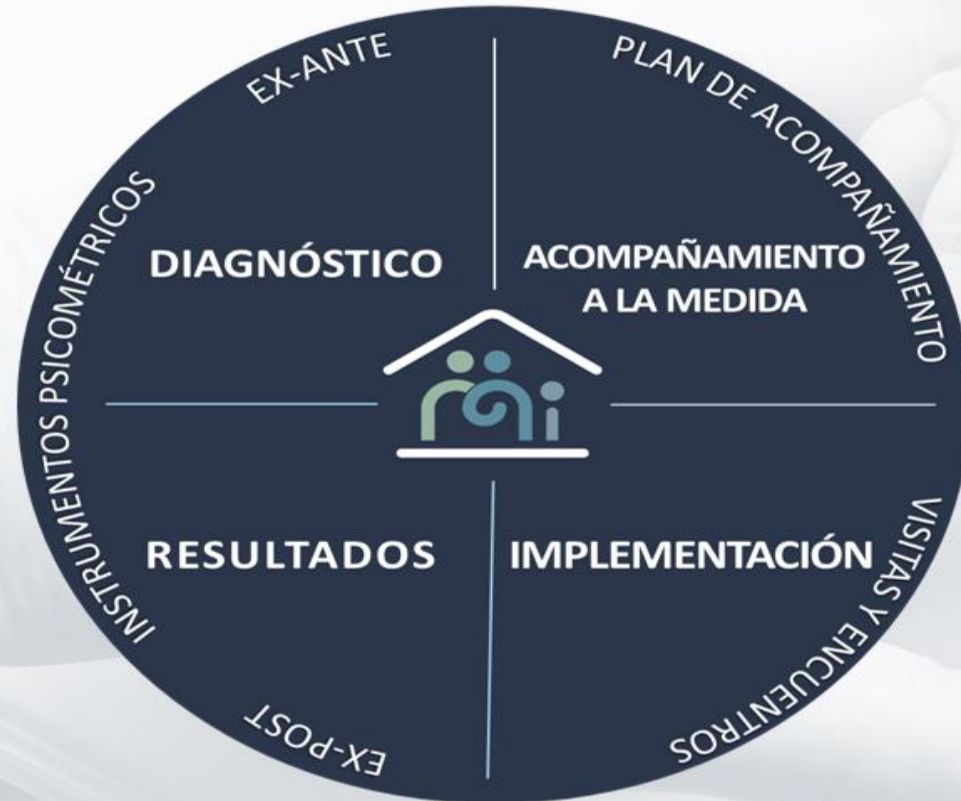 EX-ANTE
PLAN DE ACOMPAÑAMIENTO
INSTRUMENTOS PSICOMÉTRICOS
DIAGNÓSTICO
ACOMPAÑAMIENTO
A LA MEDIDA
RESULTADOS
IMPLEMENTACIÓN
VISITAS Y ENCUENTROS
EX-POST